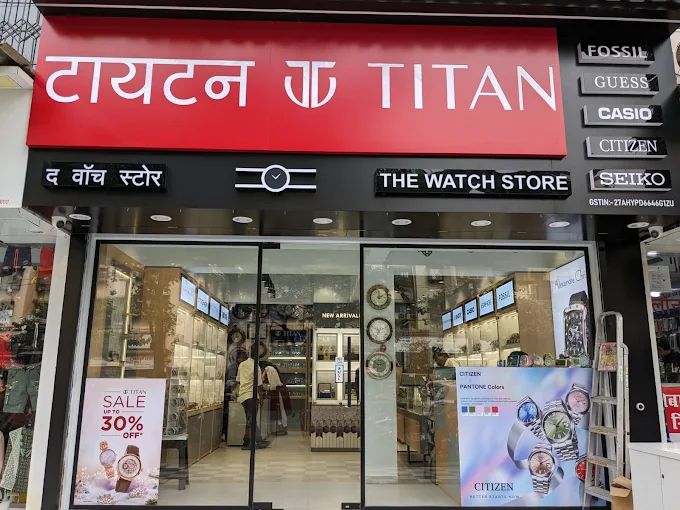 टायटन TITAN
FOSSIL
GUESS
CASIO
CITIZEN
SEIKO
GSTIN:-27AHYPD6646G1ZU
द वॉच स्टोर
THE WATCH STORE
NEW ARRIVAL
FOSSIL
TITAN
SALE
UP TO
30%
OFF*
CITIZEN
PANTONE Colors
CITIZEN
BETTER STARTS NOW